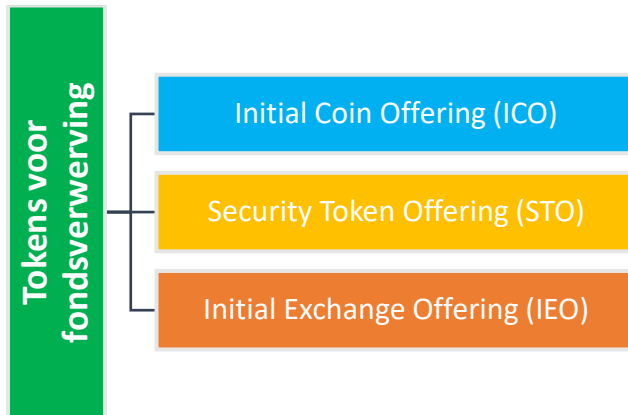 Tokens voor
fondsverwerving
Initial Coin Offering (ICO)
Security Token Offering (STO)
Initial Exchange Offering (IEO)